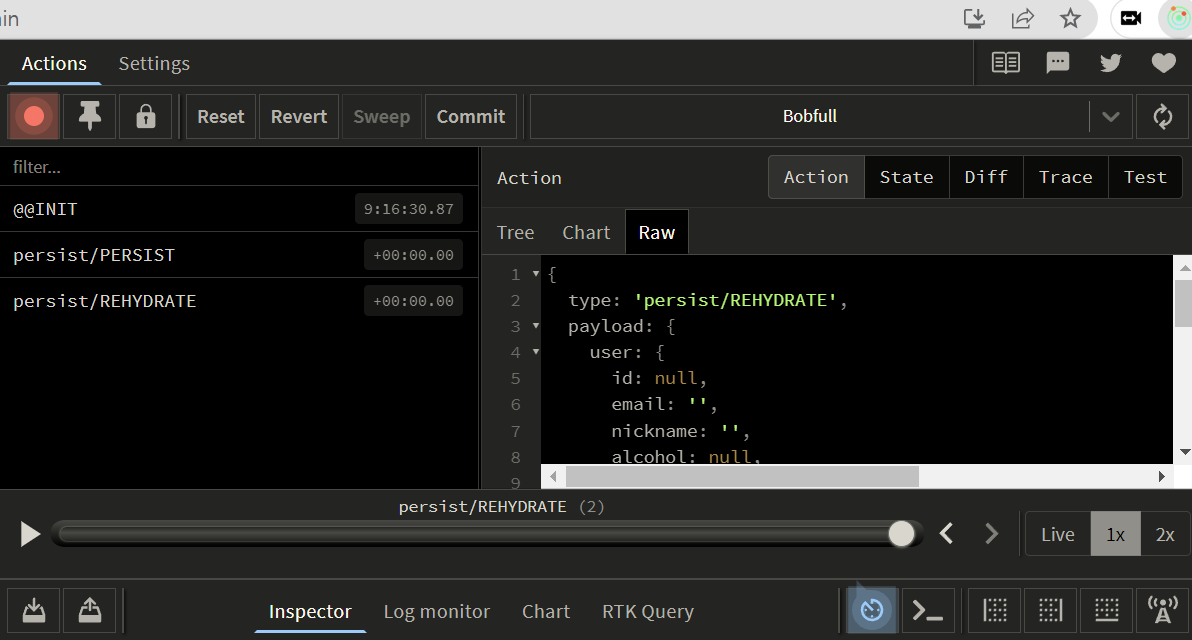 in
Actions Settings
Reset Revert Sweep Commit Bobfull
filter...
@@INIT 9:16:30.87
persist/PERSIST +00:00.00
persist/REHYDRATE +00:00.00
Action Action State Diff Trace Test
Tree Chart Raw
1 {
2 type: 'persist/REHYDRATE',
3 payload: {
4 user: {
5 id: null,
6 email: '',
7 nickname: '',
8 alcohol: null,
9
persist/REHYDRATE (2)
Live 1x 2x
Inspector Log monitor Chart RTK Query